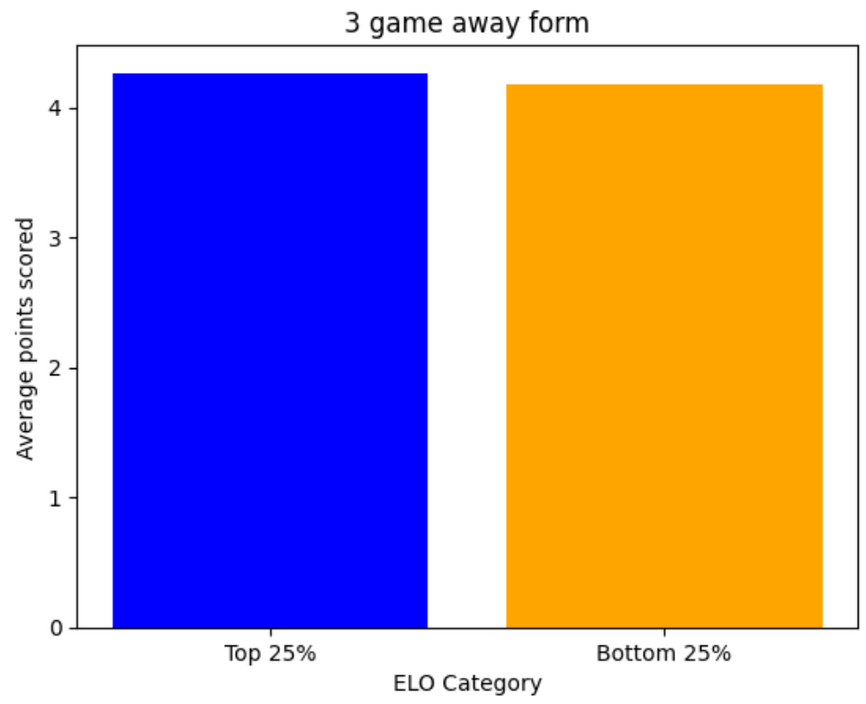 3 game away form
Average points scored
4
3
2
1
0
Top 25%
Bottom 25%
ELO Category